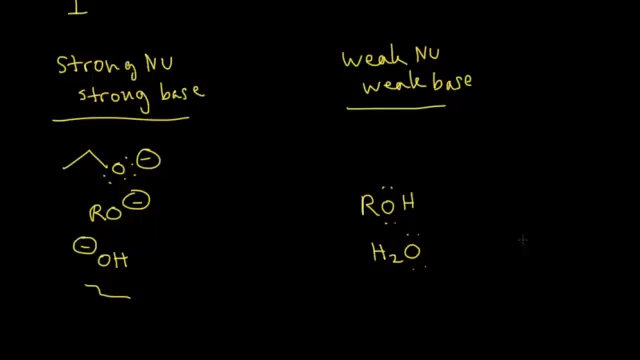 I
strong NU
strong base
O⊖
RO⊖
⊖OH
weak NU
weak base
ROH
H₂O